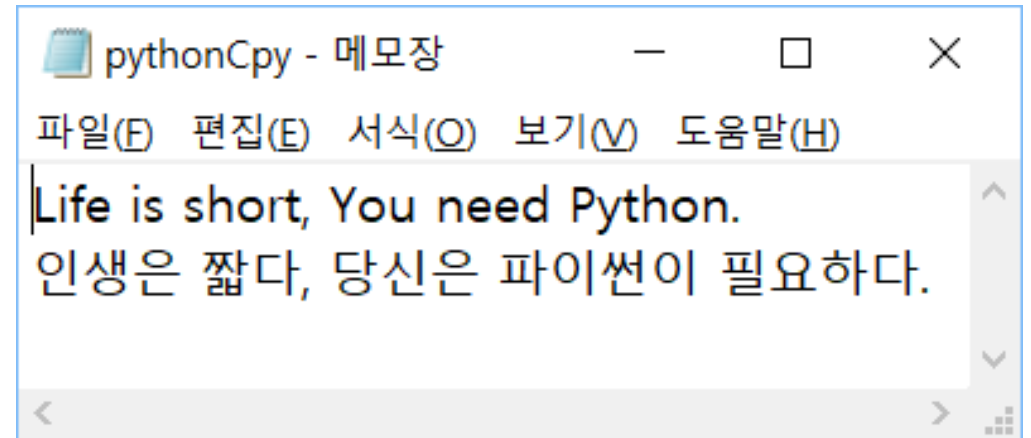 pythonCpy - 메모장
파일(F) 편집(E) 서식(O) 보기(V) 도움말(H)
Life is short, You need Python.
인생은 짧다, 당신은 파이썬이 필요하다.